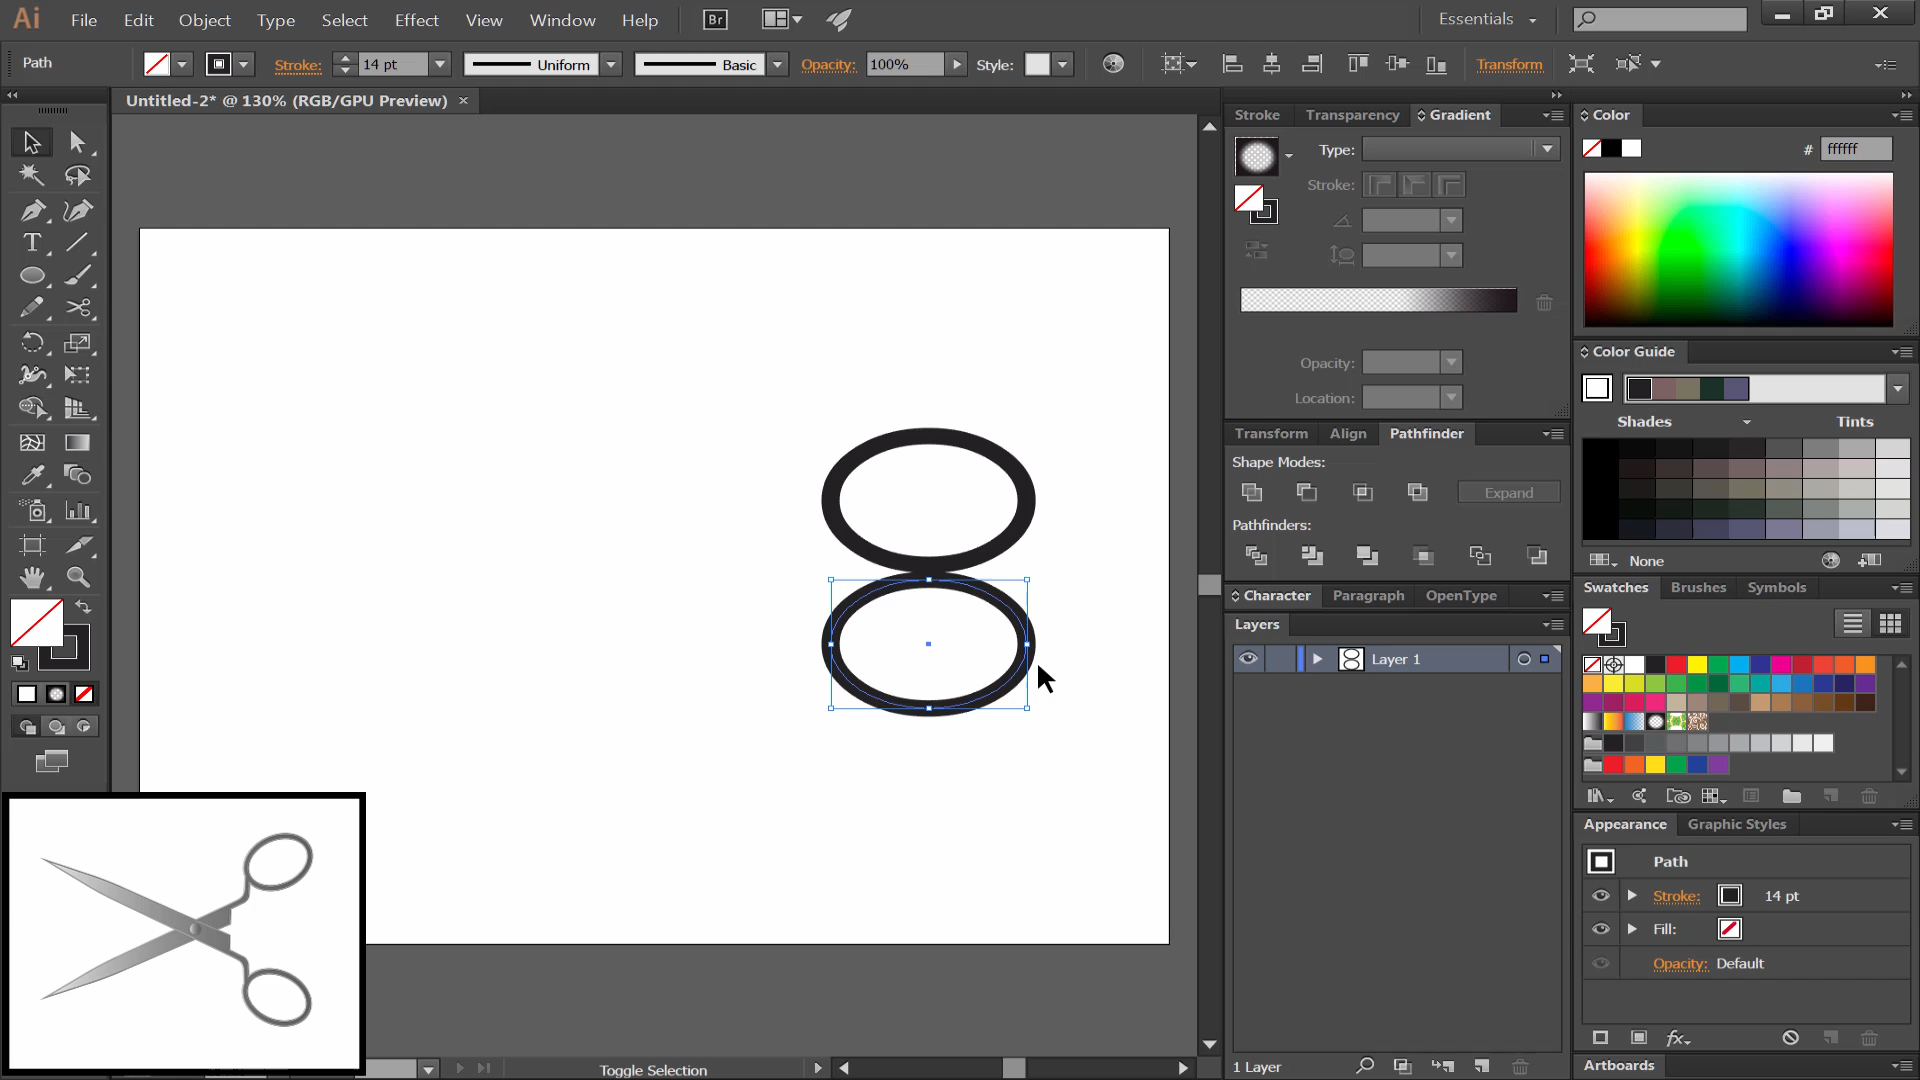 Ai File Edit Object Type Select Effect View Window Help Br Essentials
Path Stroke: 14 pt Uniform Basic Opacity: 100% Style: Transform
Untitled-2* @ 130% (RGB/GPU Preview) ×
Stroke Transparency Gradient
Type:
Stroke:
Opacity:
Location:
Transform Align Pathfinder
Shape Modes:
Expand
Pathfinders:
Character Paragraph OpenType
Layers
Layer 1
1 Layer
Color
# ffffff
Color Guide
Shades Tints
None
Swatches Brushes Symbols
Appearance Graphic Styles
Path
Stroke: 14 pt
Fill:
Opacity: Default
fx
Artboards
T
Toggle Selection